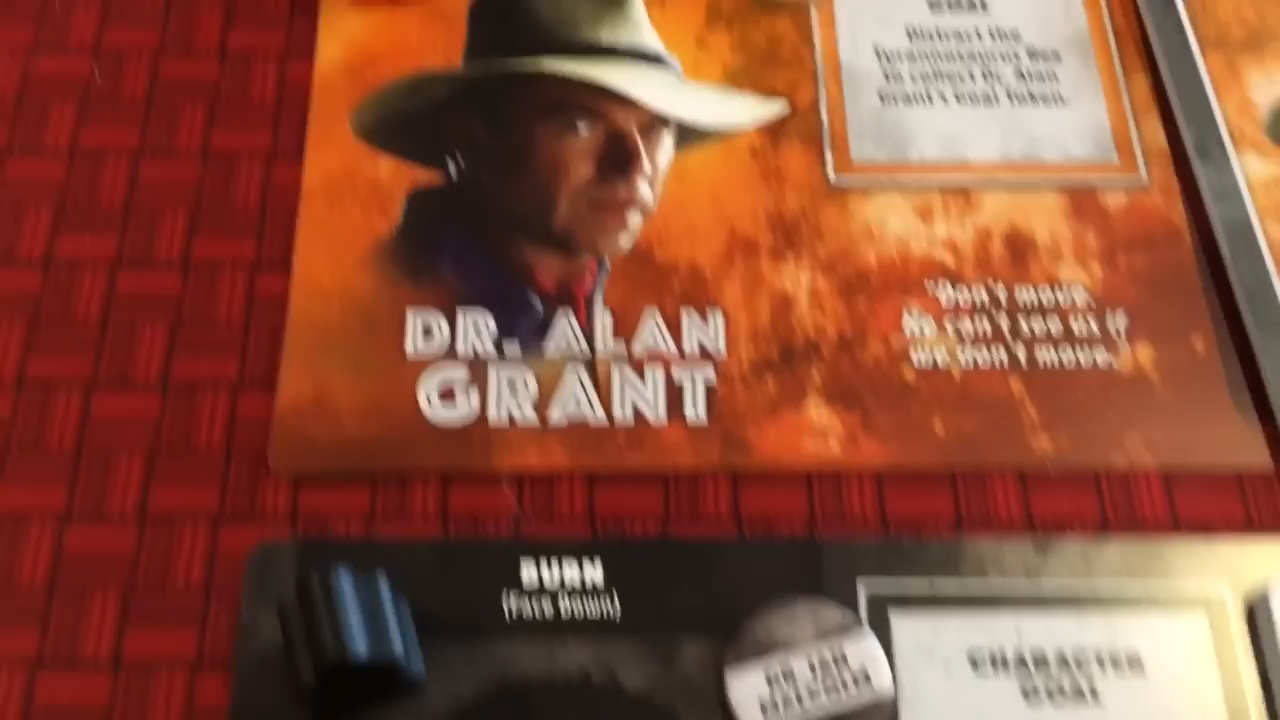 GOAL
Distract the
Tyrannosaurus Rex
to collect Dr. Alan
Grant's Goal Token.
"Don't move.
He can't see us if
we don't move."
DR. ALAN
GRANT
BURN
(Face Down)
CHARACTER
GOAL